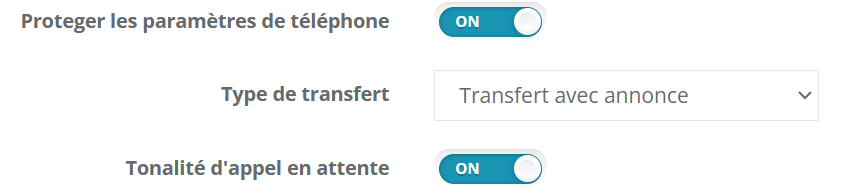 Proteger les paramètres de téléphone ON
Type de transfert Transfert avec annonce
Tonalité d'appel en attente ON